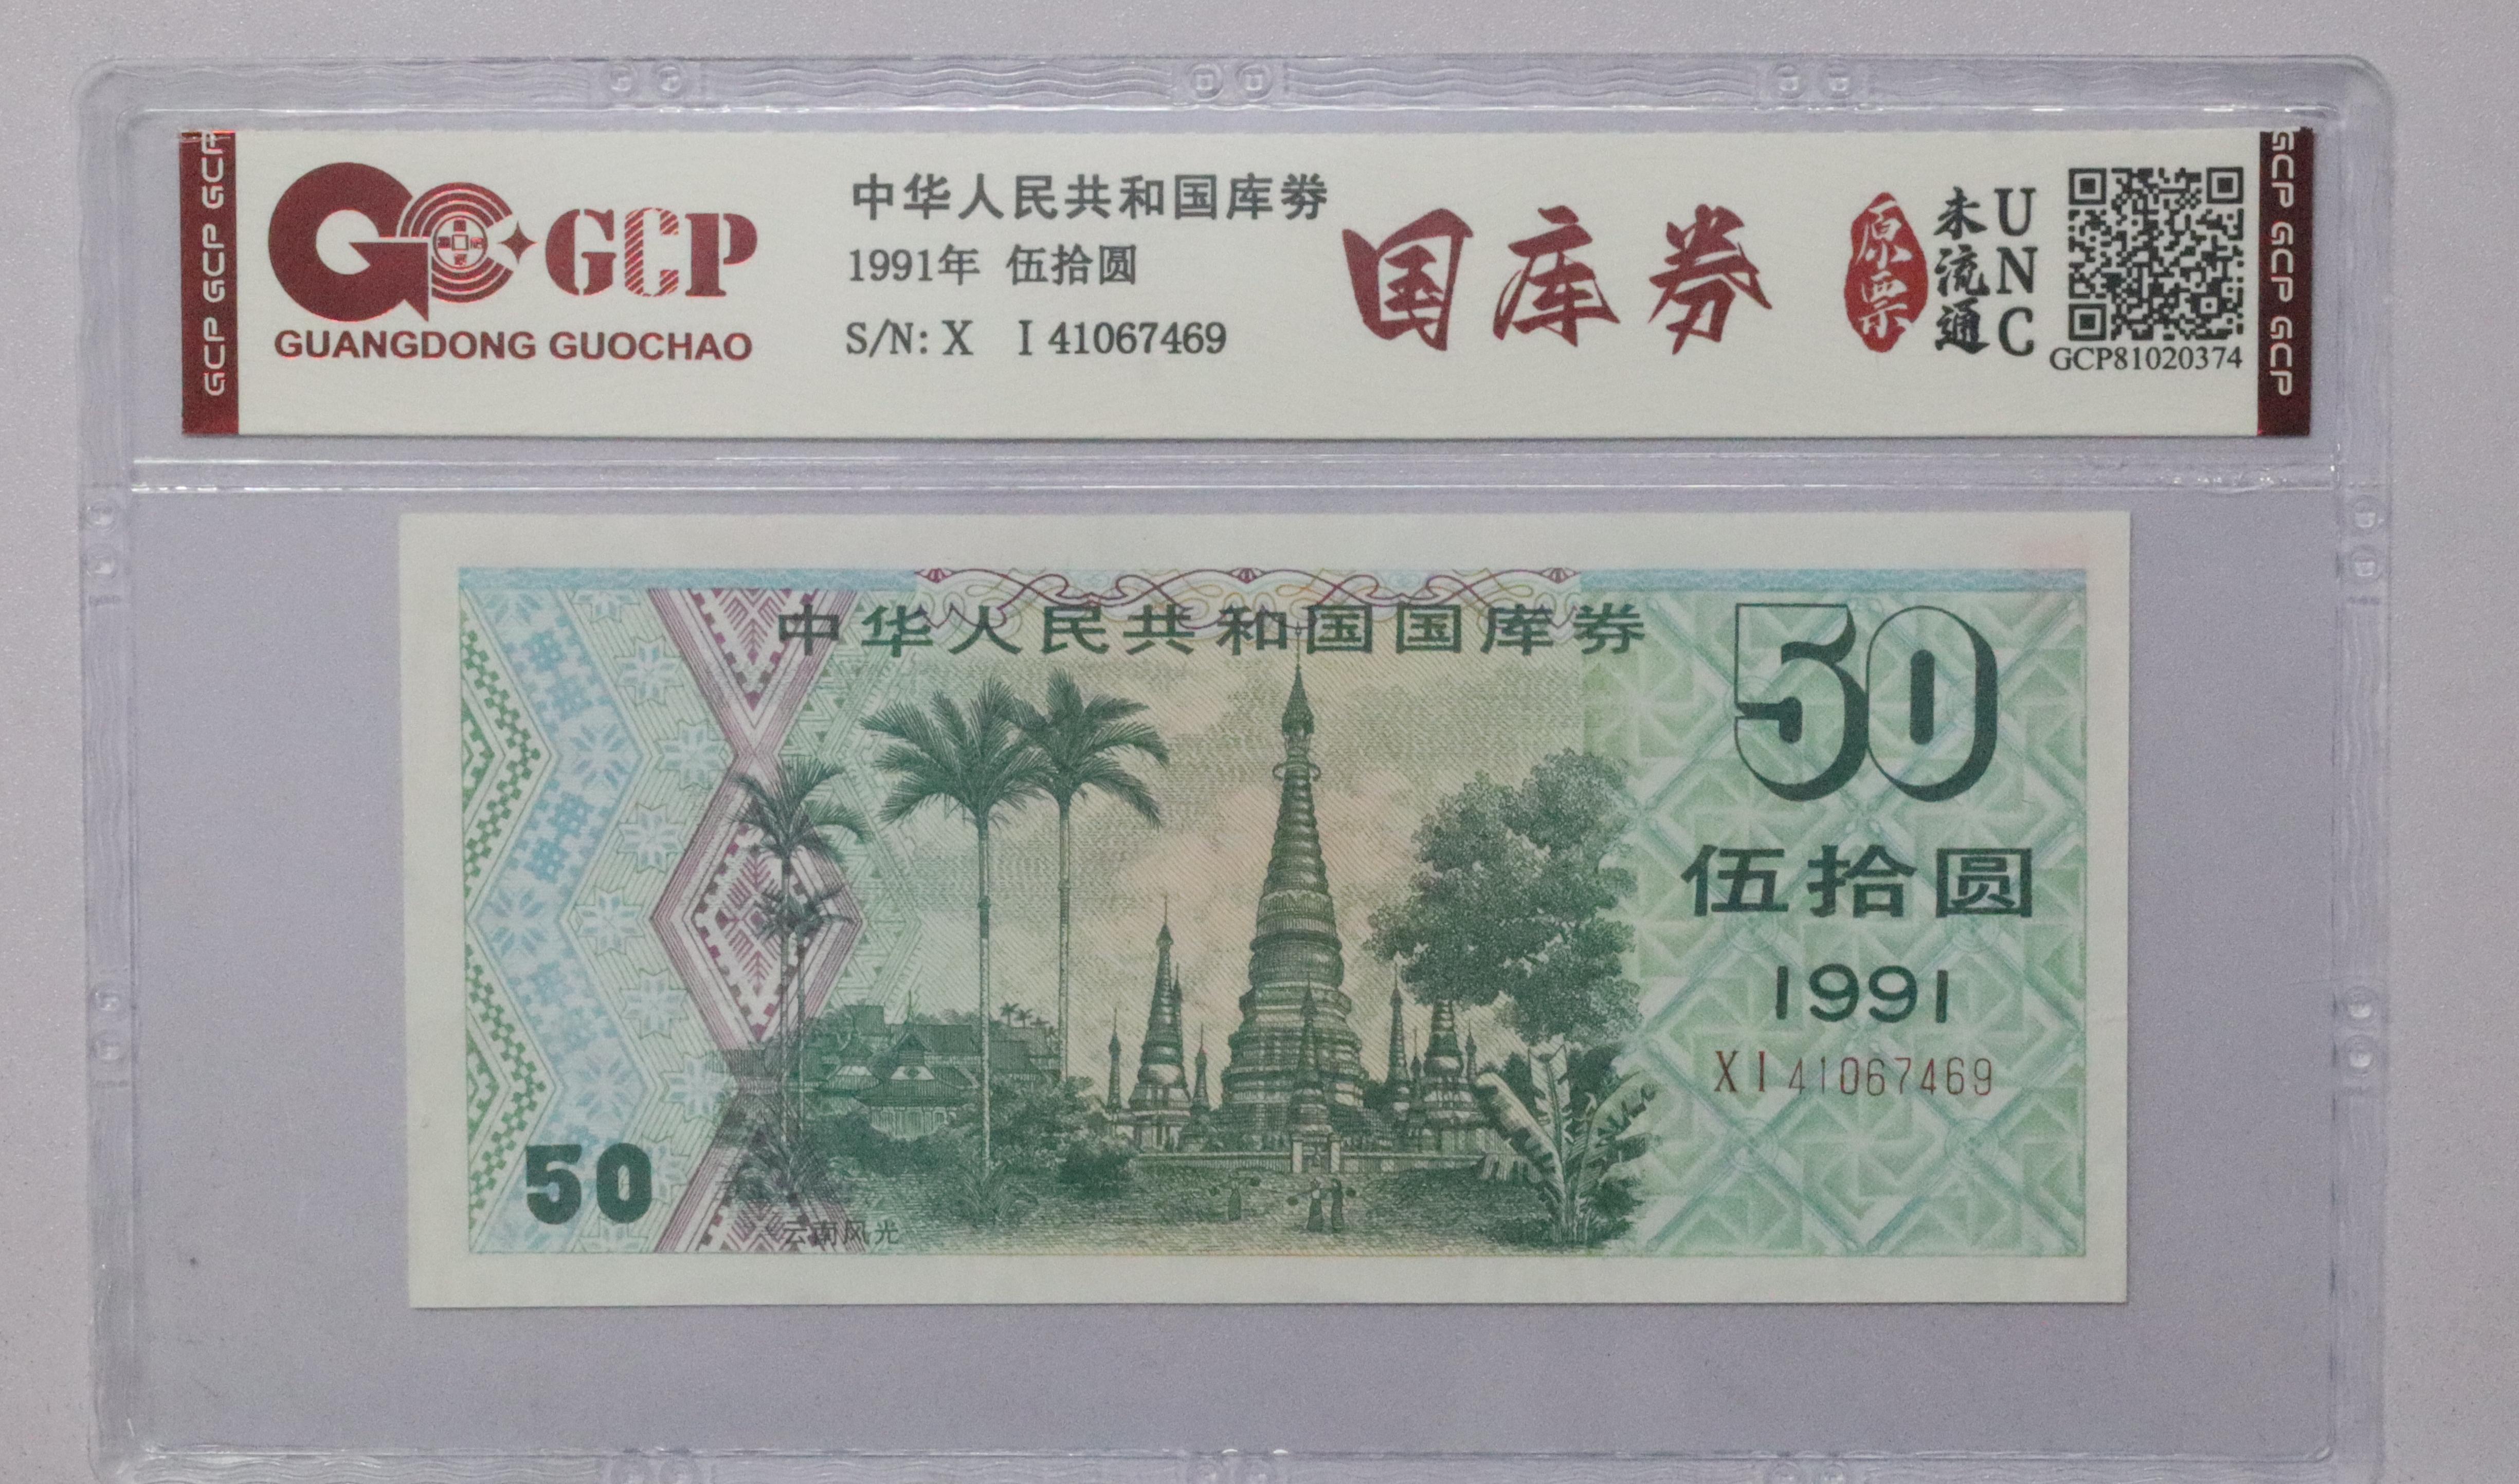 GCP GCP GCP
GCP
GUANGDONG GUOCHAO
中华人民共和国库劵
1991年 伍拾圆
S/N: X I 41067469
国库券
原票
未流通
UNC
GCP81020374
GCP GCP GCP
中华人民共和国国库券
50
伍拾圆
1991
X I 41067469
50
云南风光